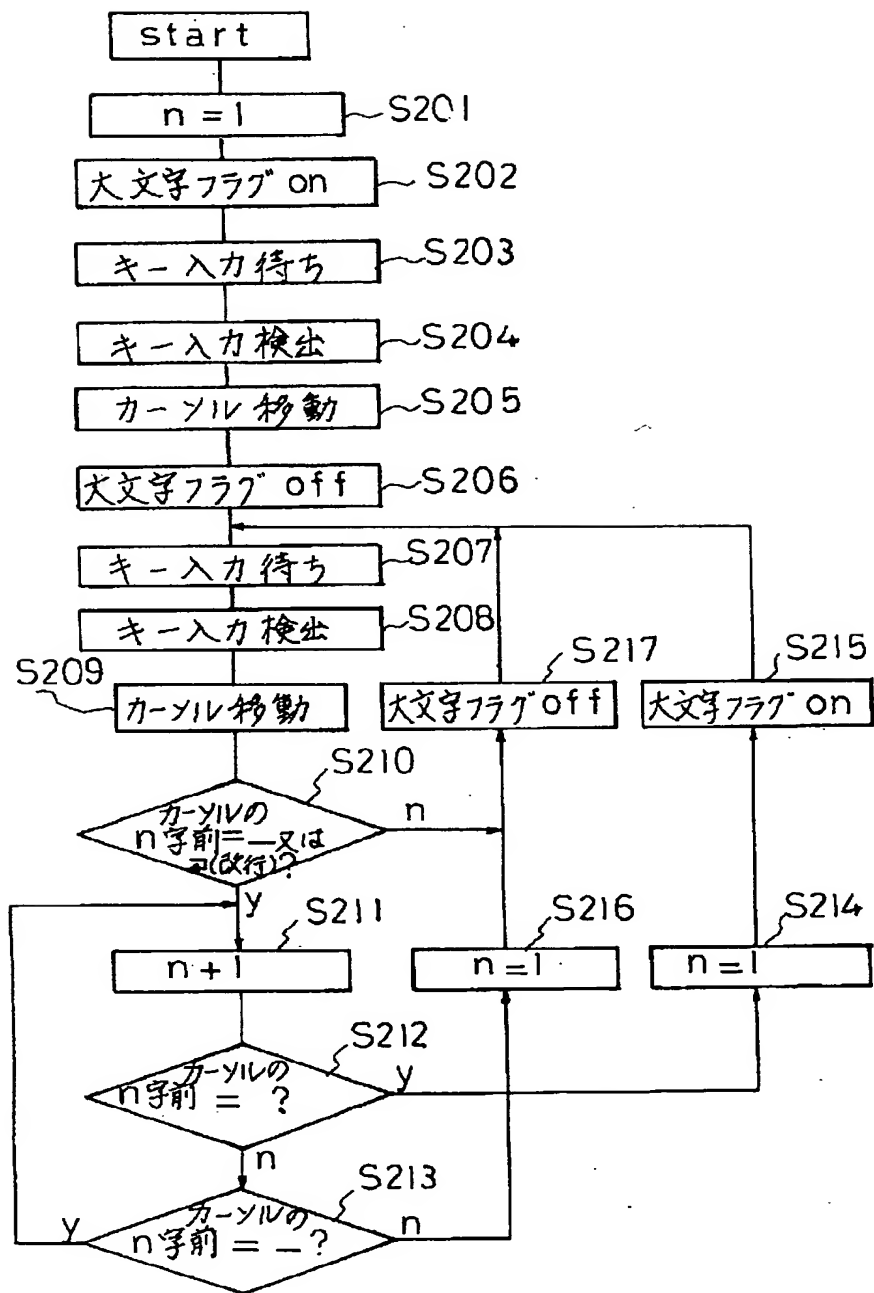 start
n = 1
S201
大文字フラグ on
S202
キー入力待ち
S203
キー入力検出
S204
カーソル移動
S205
大文字フラグ off
S206
キー入力待ち
S207
キー入力検出
S208
S209
カーソル移動
S217
大文字フラグ off
S215
大文字フラグ on
S210
カーソルの
n字前=_又は
(改行)?
n
y
S211
n + 1
S216
n = 1
S214
n = 1
S212
カーソルの
n字前 = ?
y
n
S213
カーソルの
n字前 = _ ?
y
n